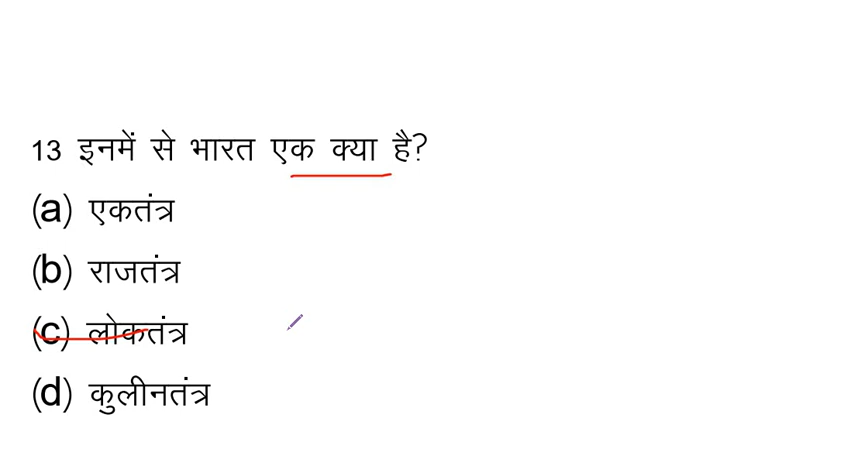 13 इनमें से भारत एक क्या है?
(a) एकतंत्र
(b) राजतंत्र
(c) लोकतंत्र
(d) कुलीनतंत्र